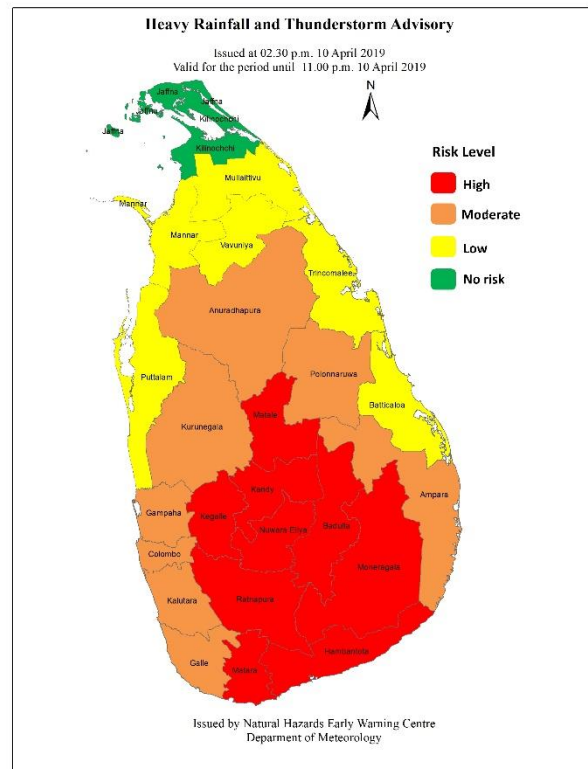 Heavy Rainfall and Thunderstorm Advisory
Issued at 02.30 p.m. 10 April 2019
Valid for the period until 11.00 p.m. 10 April 2019
N
Jaffna
Jaffna
Jaffna
Kilinochchi
Jaffna
Kilinochchi
Risk Level
High
Moderate
Low
No risk
Mullaittivu
Mannar
Mannar
Vavuniya
Trincomalee
Anuradhapura
Polonnaruwa
Puttalam
Batticaloa
Matale
Kurunegala
Kandy
Ampara
Gampaha
Kegalle
Nuwara Eliya
Badulla
Colombo
Moneragala
Kalutara
Ratnapura
Hambantota
Galle
Matara
Issued by Natural Hazards Early Warning Centre
Deparment of Meteorology